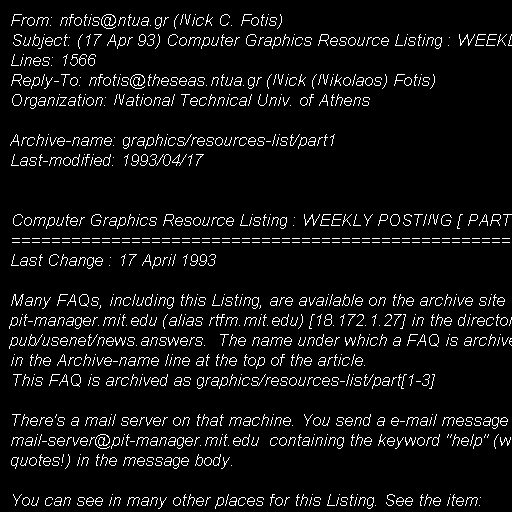 From: nfotis@ntua.gr (Nick C. Fotis)
Subject: (17 Apr 93) Computer Graphics Resource Listing : WEEKL
Lines: 1566
Reply-To: nfotis@theseas.ntua.gr (Nick (Nikolaos) Fotis)
Organization: National Technical Univ. of Athens
Archive-name: graphics/resources-list/part1
Last-modified: 1993/04/17
Computer Graphics Resource Listing : WEEKLY POSTING [ PART
===================================================
Last Change : 17 April 1993
Many FAQs, including this Listing, are available on the archive site
pit-manager.mit.edu (alias rtfm.mit.edu) [18.172.1.27] in the director
pub/usenet/news.answers.  The name under which a FAQ is archive
in the Archive-name line at the top of the article.
This FAQ is archived as graphics/resources-list/part[1-3]
There's a mail server on that machine. You send a e-mail message
mail-server@pit-manager.mit.edu  containing the keyword "help" (w
quotes!) in the message body.
You can see in many other places for this Listing. See the item: